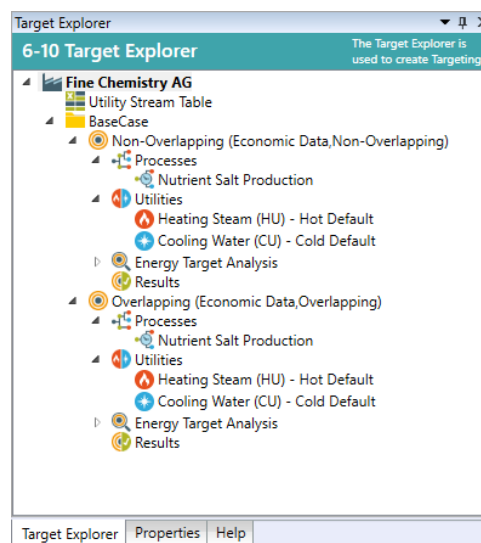 Target Explorer
6-10 Target Explorer
The Target Explorer is
used to create Targeting
Fine Chemistry AG
Utility Stream Table
BaseCase
Non-Overlapping (Economic Data,Non-Overlapping)
Processes
Nutrient Salt Production
Utilities
Heating Steam (HU) - Hot Default
Cooling Water (CU) - Cold Default
Energy Target Analysis
Results
Overlapping (Economic Data,Overlapping)
Processes
Nutrient Salt Production
Utilities
Heating Steam (HU) - Hot Default
Cooling Water (CU) - Cold Default
Energy Target Analysis
Results
Target Explorer Properties Help